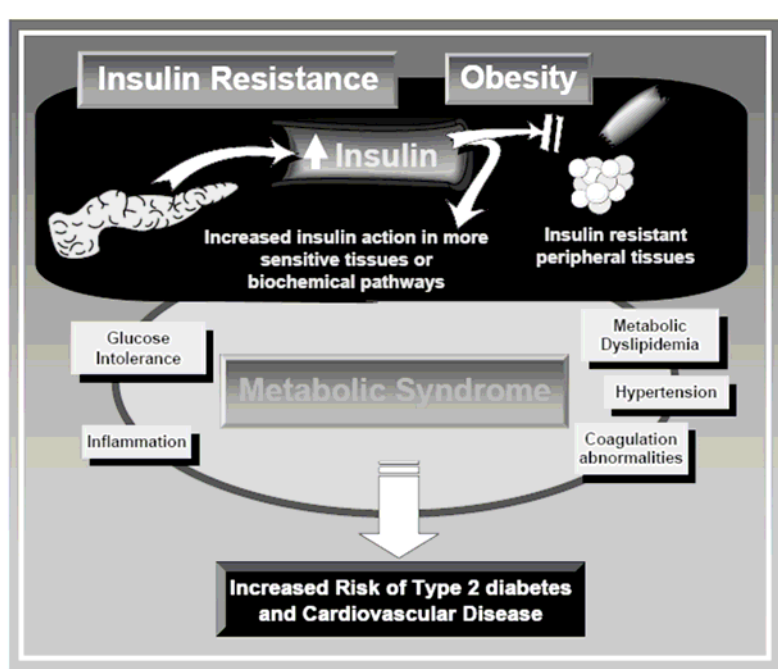 Insulin Resistance
Obesity
Insulin
Increased insulin action in more
sensitive tissues or
biochemical pathways
Insulin resistant
peripheral tissues
Glucose
Intolerance
Metabolic
Dyslipidemia
Metabolic Syndrome
Hypertension
Inflammation
Coagulation
abnormalities
Increased Risk of Type 2 diabetes
and Cardiovascular Disease